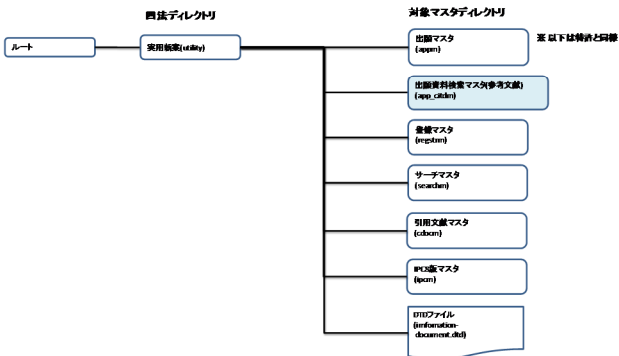 四法ディレクトリ
対象マスタディレクトリ
ルート
実用新案(utility)
出願マスタ
(appm)
※ 以下は特許と同様
出願資料検索マスタ(参考文献)
(app_citdm)
登録マスタ
(regstrm)
サーチマスタ
(searchm)
引用文献マスタ
(cdocm)
IPC8版マスタ
(ipcm)
DTDファイル
(imfomation-
document.dtd)